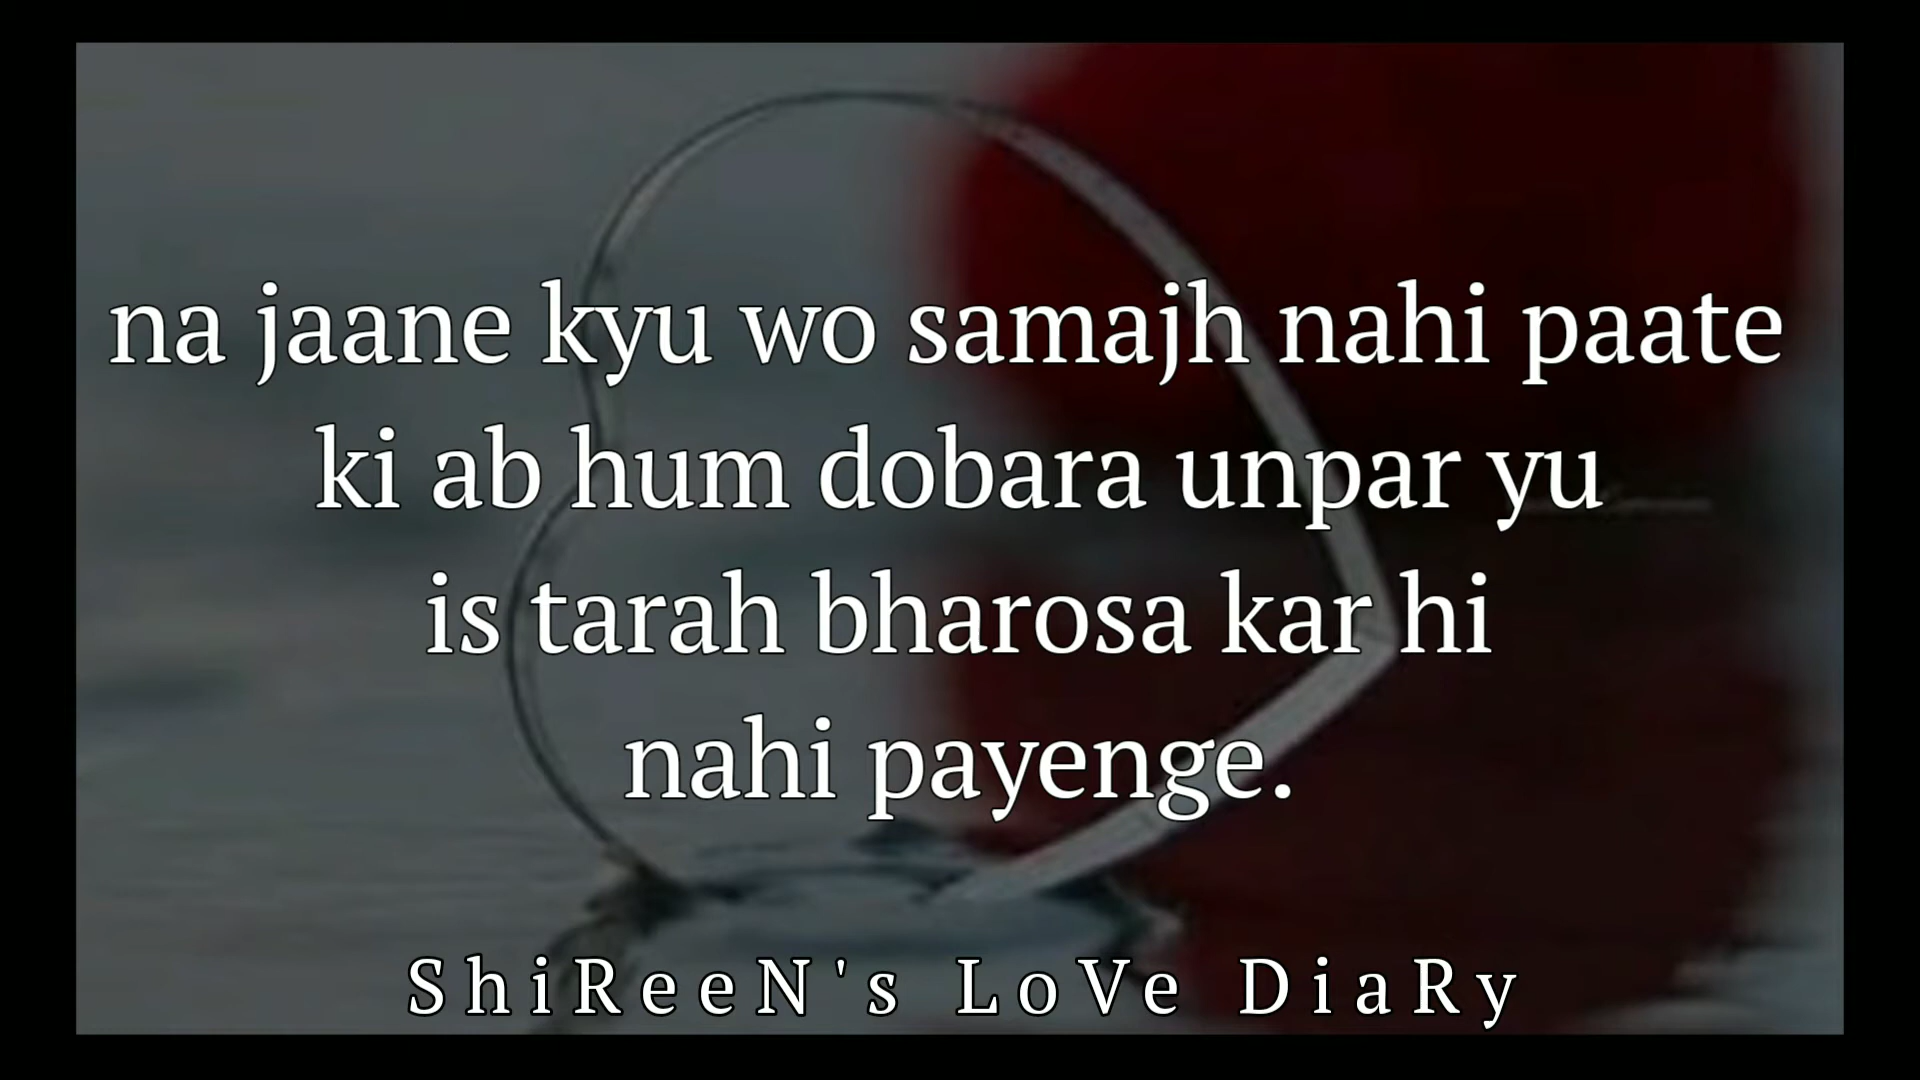 na jaane kyu wo samajh nahi paate
ki ab hum dobara unpar yu
is tarah bharosa kar hi
nahi payenge.
ShiReeN's LoVe DiaRy